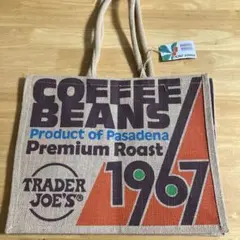 COFFEE
BEANS
Product of Pasadena
Premium Roast
1967
TRADER
JOE'S®